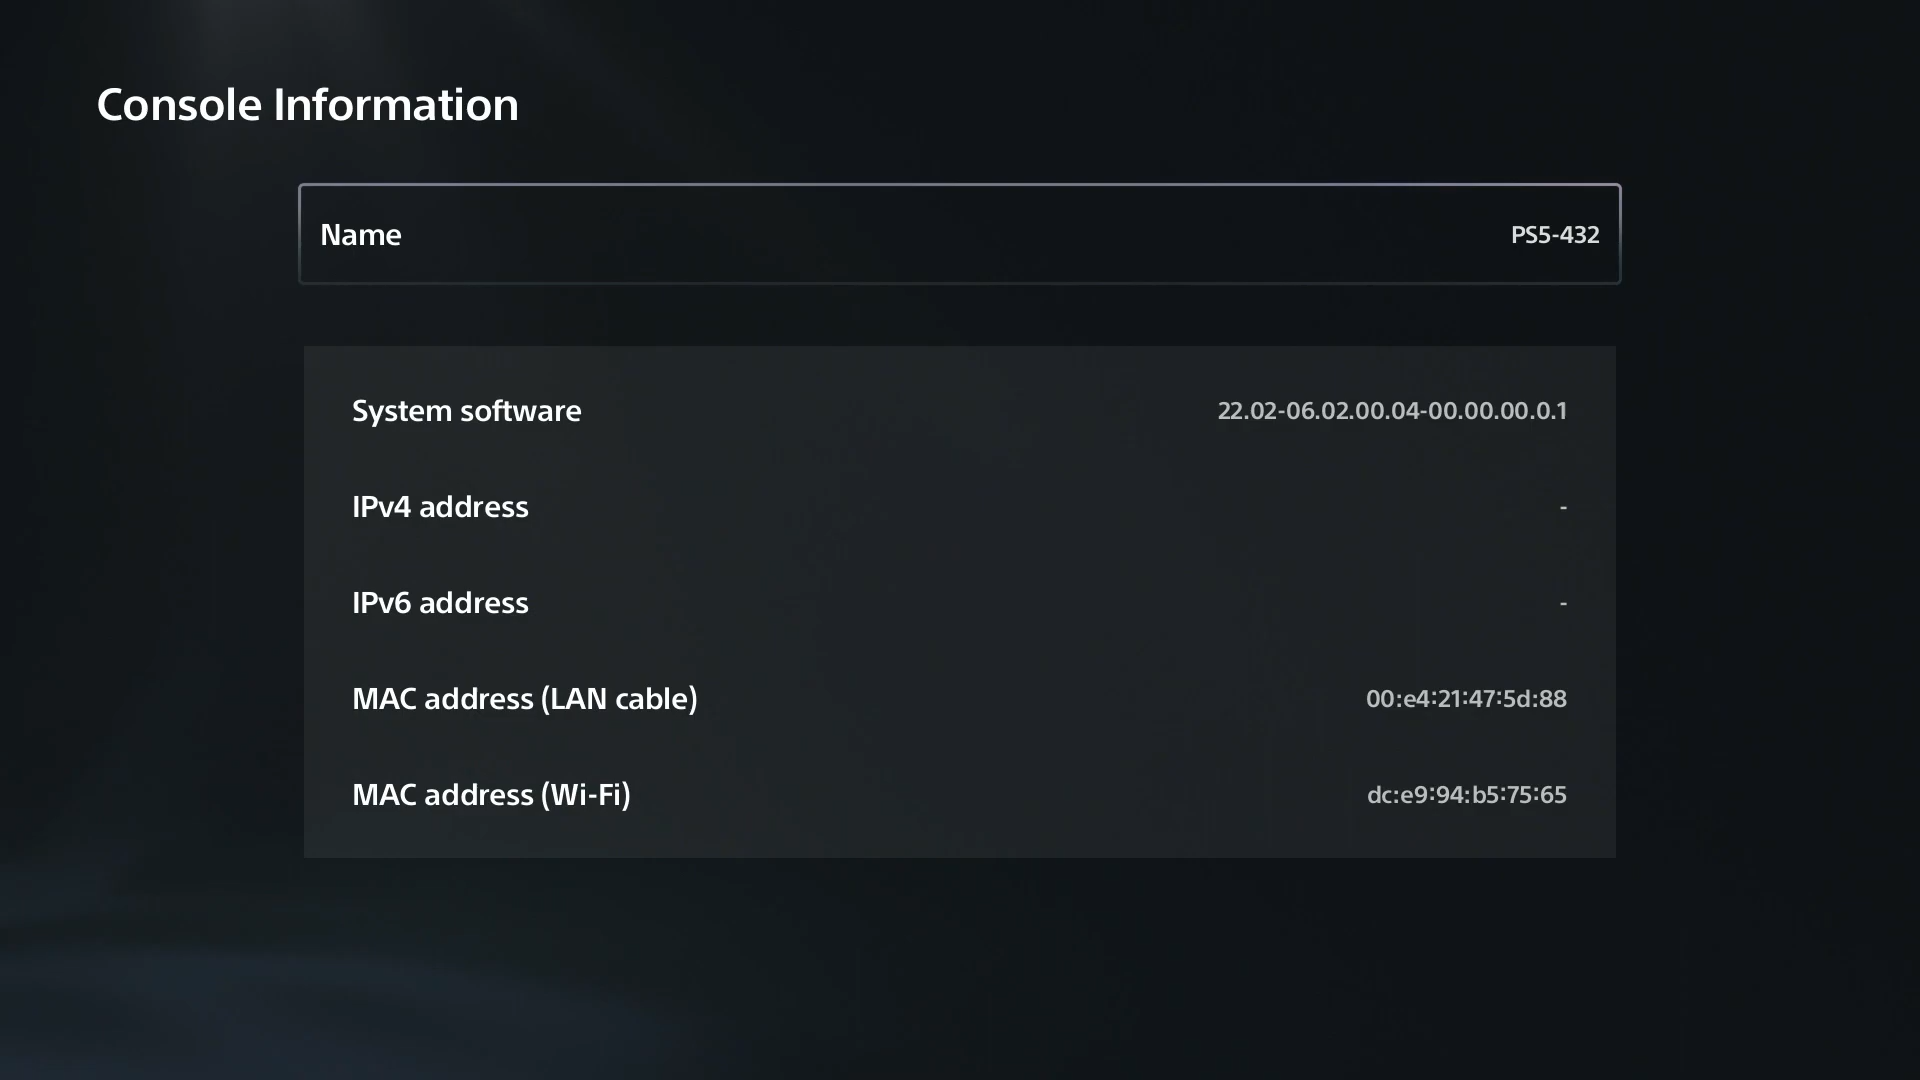 Console Information
Name PS5-432
System software 22.02-06.02.00.04-00.00.00.0.1
IPv4 address -
IPv6 address -
MAC address (LAN cable) 00:e4:21:47:5d:88
MAC address (Wi-Fi) dc:e9:94:b5:75:65